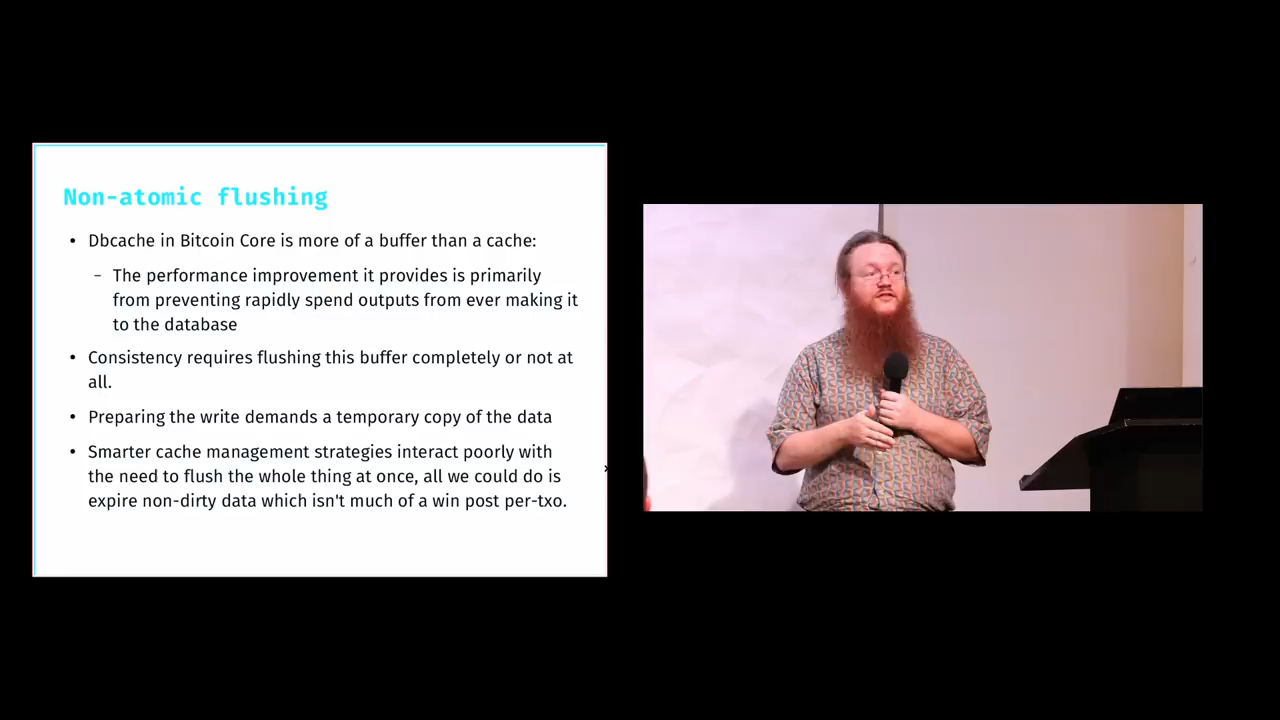 Non-atomic flushing
• Dbcache in Bitcoin Core is more of a buffer than a cache:
– The performance improvement it provides is primarily
from preventing rapidly spend outputs from ever making it
to the database
• Consistency requires flushing this buffer completely or not at
all.
• Preparing the write demands a temporary copy of the data
• Smarter cache management strategies interact poorly with
the need to flush the whole thing at once, all we could do is
expire non-dirty data which isn't much of a win post per-txo.